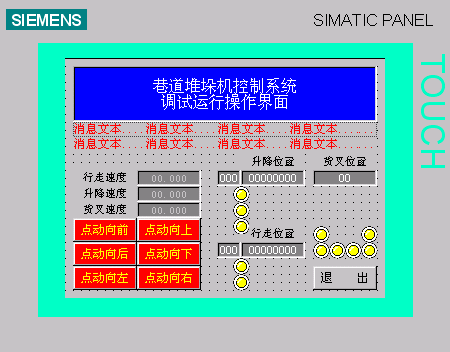 SIEMENS
SIMATIC PANEL
TOUCH
巷道堆垛机控制系统
调试运行操作界面
消息文本 消息文本 消息文本 消息文本
消息文本 消息文本 消息文本 消息文本
升降位置 货叉位置
行走速度 00.000 000 00000000 00
升降速度 00.000
货叉速度 00.000
点动向前 点动向上
行走位置
点动向后 点动向下 000 00000000
点动向左 点动向右 退 出